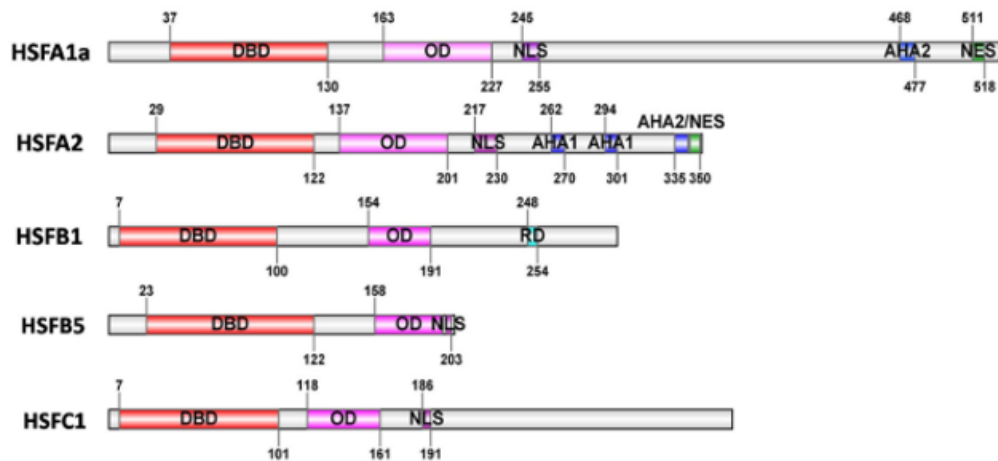 37 163 245 468 511
HSFA1a DBD OD NLS AHA2 NES
130 227 255 477 518
29 137 217 262 294 AHA2/NES
HSFA2 DBD OD NLS AHA1 AHA1
122 201 230 270 301 335 350
7 154 248
HSFB1 DBD OD RD
100 191 254
23 158
HSFB5 DBD OD NLS
122 203
7 118 186
HSFC1 DBD OD NLS
101 161 191